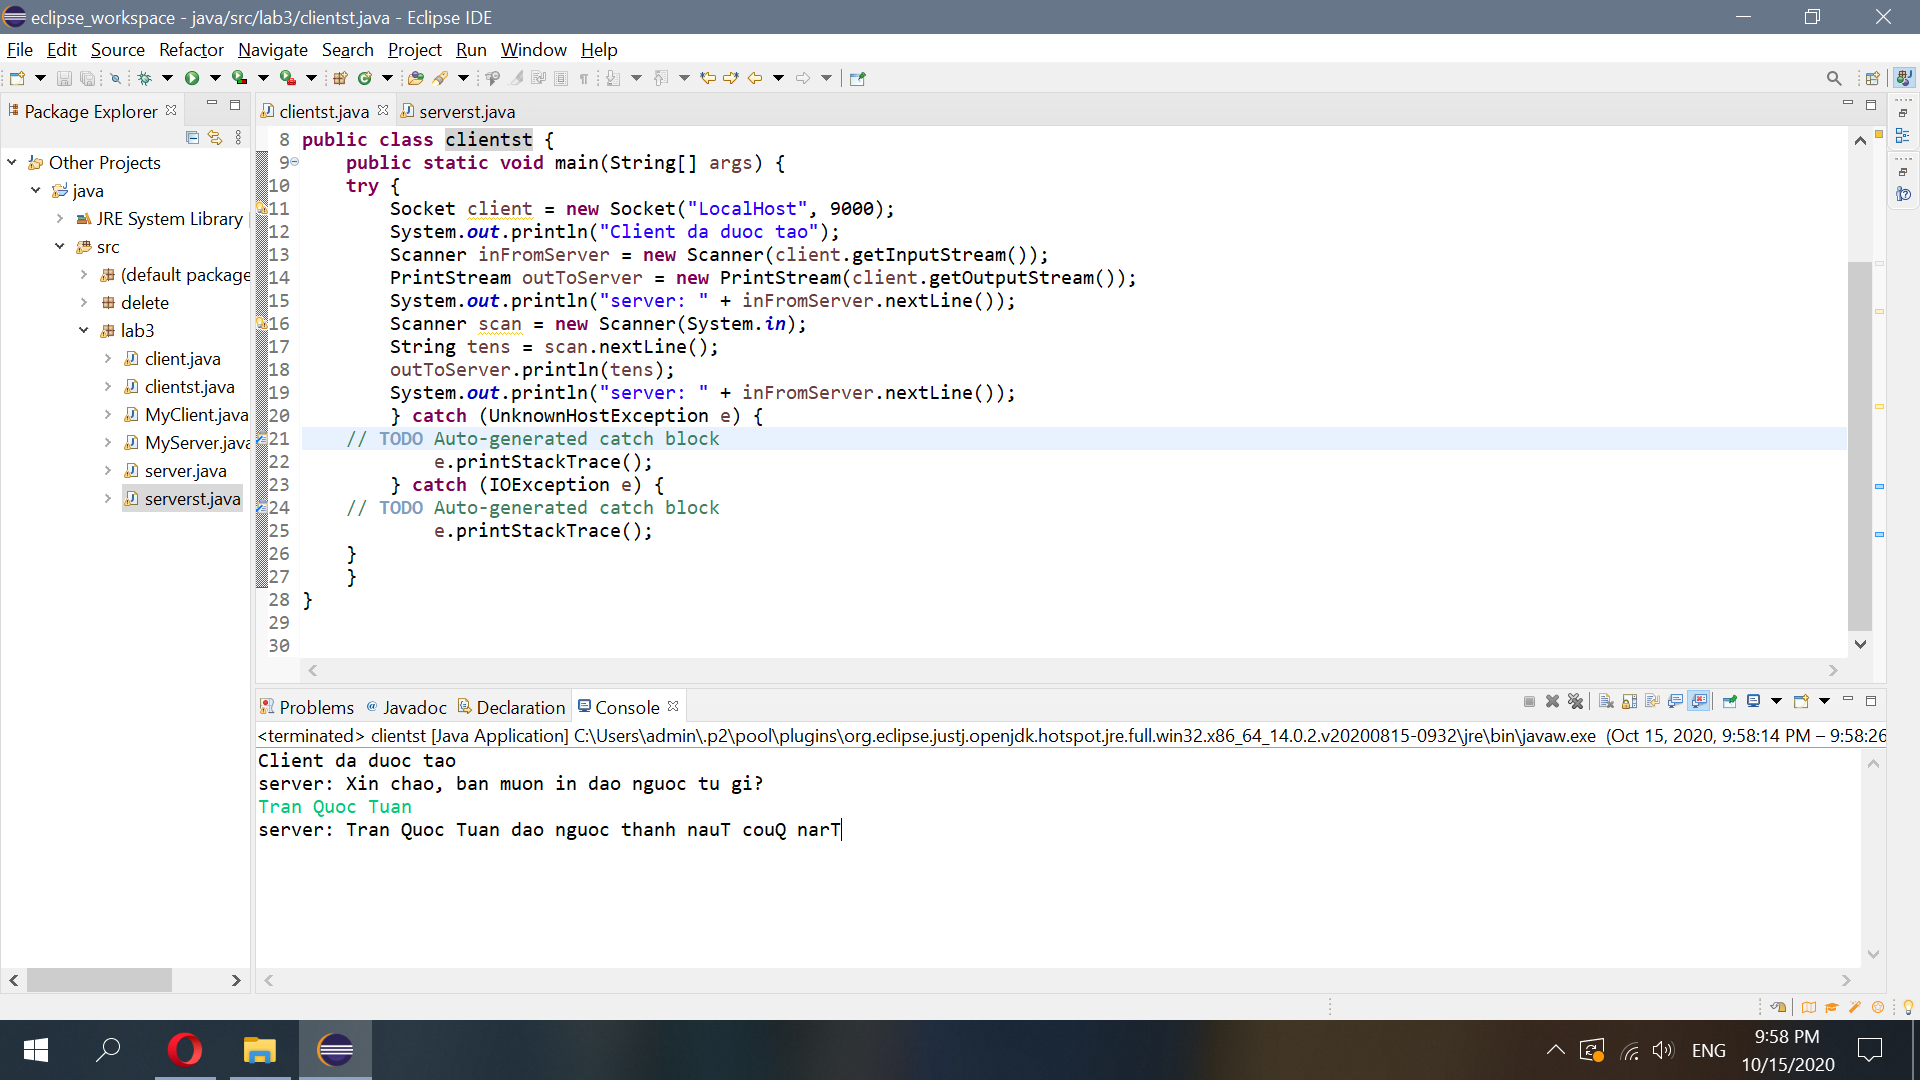 eclipse_workspace - java/src/lab3/clientst.java - Eclipse IDE
File Edit Source Refactor Navigate Search Project Run Window Help
Package Explorer
Other Projects
java
JRE System Library
src
(default package
delete
lab3
client.java
clientst.java
MyClient.java
MyServer.java
server.java
serverst.java
clientst.java serverst.java
8 public class clientst {
9 public static void main(String[] args) {
10 try {
11 Socket client = new Socket("LocalHost", 9000);
12 System.out.println("Client da duoc tao");
13 Scanner inFromServer = new Scanner(client.getInputStream());
14 PrintStream outToServer = new PrintStream(client.getOutputStream());
15 System.out.println("server: " + inFromServer.nextLine());
16 Scanner scan = new Scanner(System.in);
17 String tens = scan.nextLine();
18 outToServer.println(tens);
19 System.out.println("server: " + inFromServer.nextLine());
20 } catch (UnknownHostException e) {
21 // TODO Auto-generated catch block
22 e.printStackTrace();
23 } catch (IOException e) {
24 // TODO Auto-generated catch block
25 e.printStackTrace();
26 }
27 }
28 }
29
30
Problems @ Javadoc Declaration Console
<terminated> clientst [Java Application] C:\Users\admin\.p2\pool\plugins\org.eclipse.justj.openjdk.hotspot.jre.full.win32.x86_64_14.0.2.v20200815-0932\jre\bin\javaw.exe (Oct 15, 2020, 9:58:14 PM – 9:58:26
Client da duoc tao
server: Xin chao, ban muon in dao nguoc tu gi?
Tran Quoc Tuan
server: Tran Quoc Tuan dao nguoc thanh nauT couQ narT
ENG
9:58 PM
10/15/2020